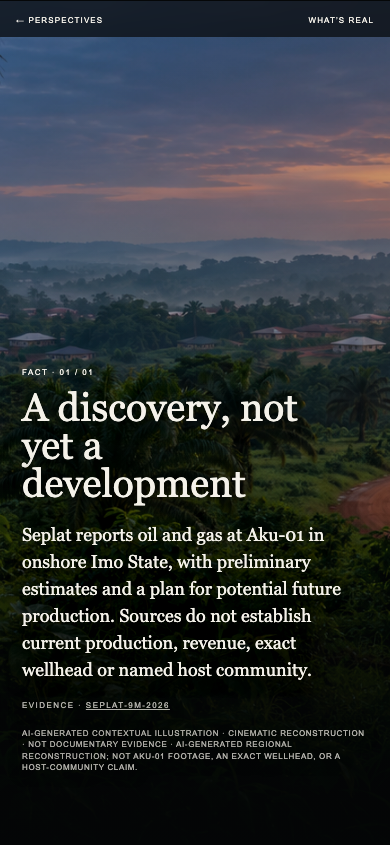 ← PERSPECTIVES
WHAT'S REAL
FACT · 01 / 01
A discovery, not
yet a
development
Seplat reports oil and gas at Aku-01 in
onshore Imo State, with preliminary
estimates and a plan for potential future
production. Sources do not establish
current production, revenue, exact
wellhead or named host community.
EVIDENCE · SEPLAT-9M-2026
AI-GENERATED CONTEXTUAL ILLUSTRATION · CINEMATIC RECONSTRUCTION
· NOT DOCUMENTARY EVIDENCE · AI-GENERATED REGIONAL
RECONSTRUCTION; NOT AKU-01 FOOTAGE, AN EXACT WELLHEAD, OR A
HOST-COMMUNITY CLAIM.